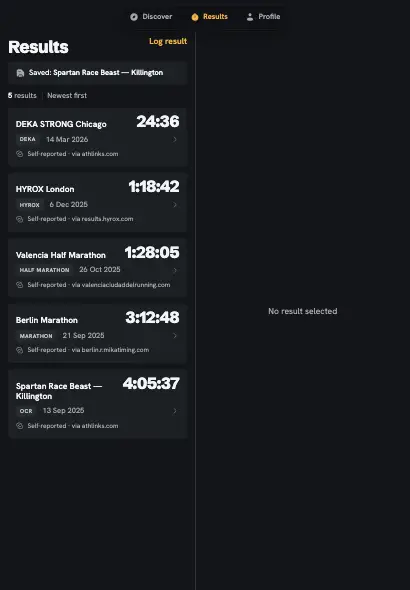 Discover Results Profile
Results
Log result
Saved: Spartan Race Beast — Killington
5 results Newest first
DEKA STRONG Chicago 24:36
DEKA 14 Mar 2026
Self-reported · via athlinks.com
HYROX London 1:18:42
HYROX 6 Dec 2025
Self-reported · via results.hyrox.com
Valencia Half Marathon 1:28:05
HALF MARATHON 26 Oct 2025
Self-reported · via valenciaciudaddelrunning.com
Berlin Marathon 3:12:48
MARATHON 21 Sep 2025
Self-reported · via berlin.r.mikatiming.com
Spartan Race Beast — 4:05:37
Killington
OCR 13 Sep 2025
Self-reported · via athlinks.com
No result selected